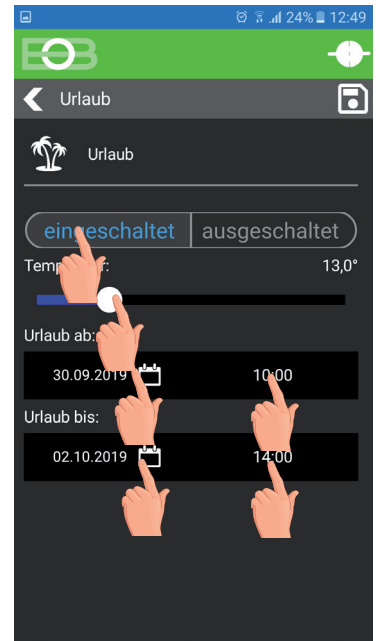 24% 12:49
EOB
Urlaub
Urlaub
eingeschaltet ausgeschaltet
13,0°
Urlaub ab:
30.09.2019 10:00
Urlaub bis:
02.10.2019 14:00